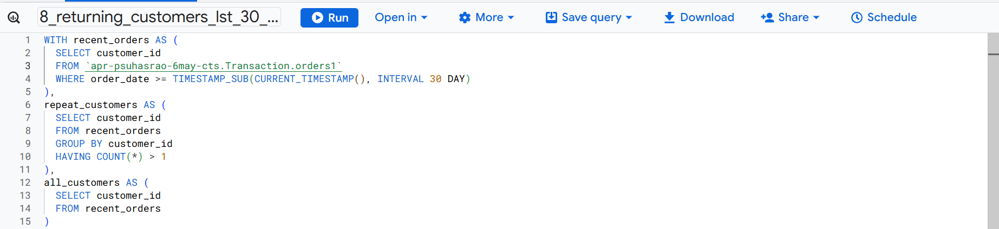 8_returning_customers_lst_30_... Run Open in More Save query Download Share Schedule
1 WITH recent_orders AS (
2 SELECT customer_id
3 FROM `apr-psuhasrao-6may-cts.Transaction.orders1`
4 WHERE order_date >= TIMESTAMP_SUB(CURRENT_TIMESTAMP(), INTERVAL 30 DAY)
5 ),
6 repeat_customers AS (
7 SELECT customer_id
8 FROM recent_orders
9 GROUP BY customer_id
10 HAVING COUNT(*) > 1
11 ),
12 all_customers AS (
13 SELECT customer_id
14 FROM recent_orders
15 )